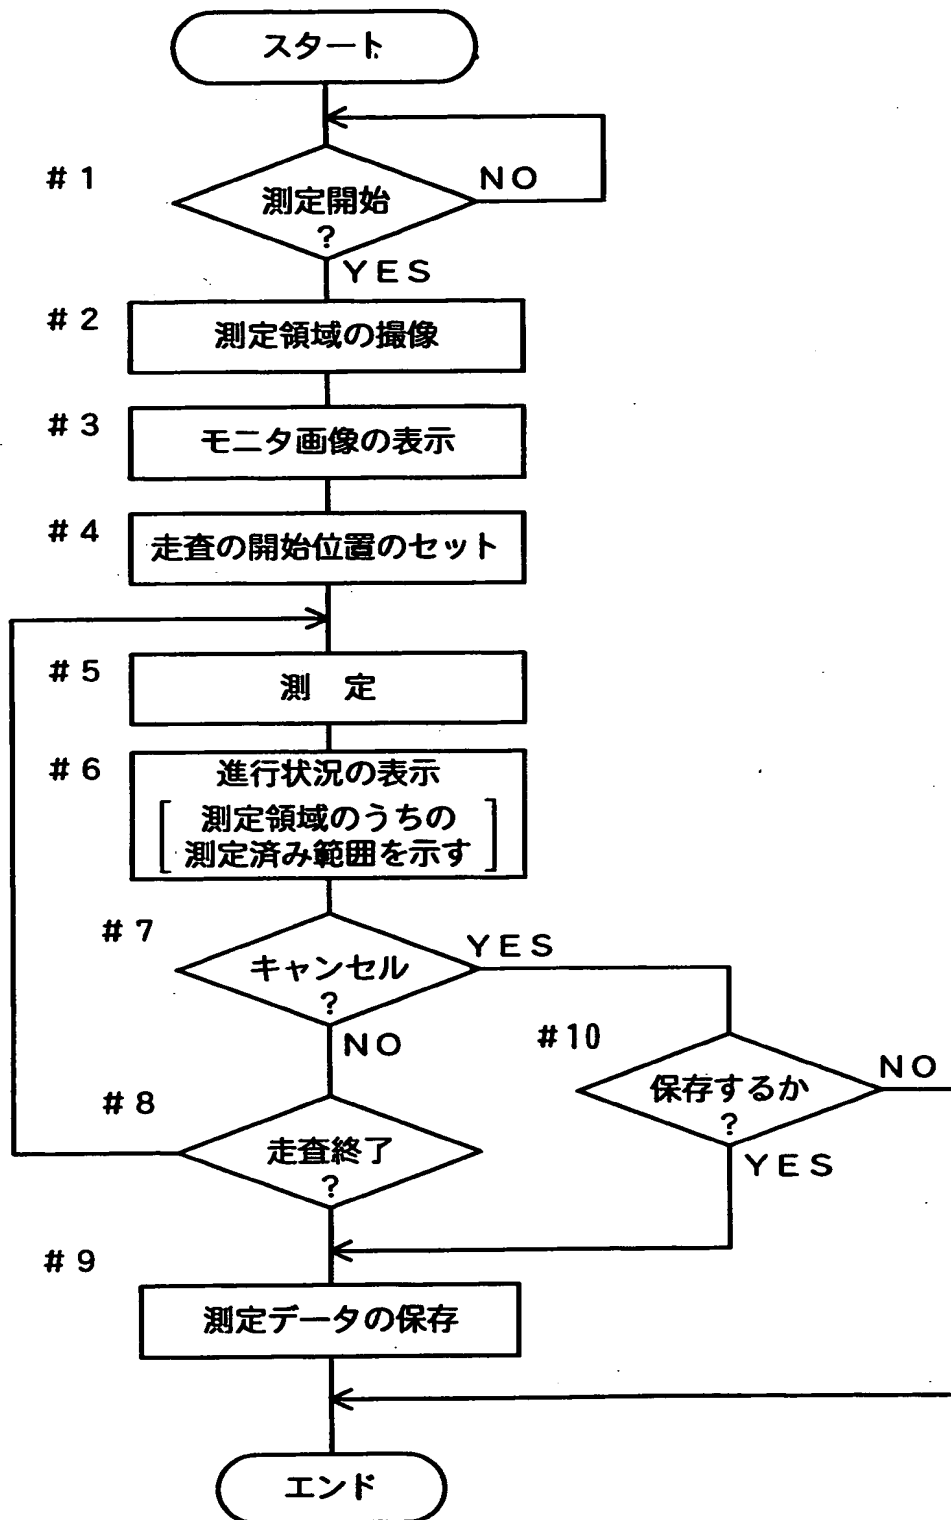 スタート
#1
測定開始
?
NO
YES
#2
測定領域の撮像
#3
モニタ画像の表示
#4
走査の開始位置のセット
#5
測 定
#6
進行状況の表示
[測定領域のうちの
測定済み範囲を示す]
#7
キャンセル
?
YES
NO
#10
保存するか
?
NO
YES
#8
走査終了
?
#9
測定データの保存
エンド